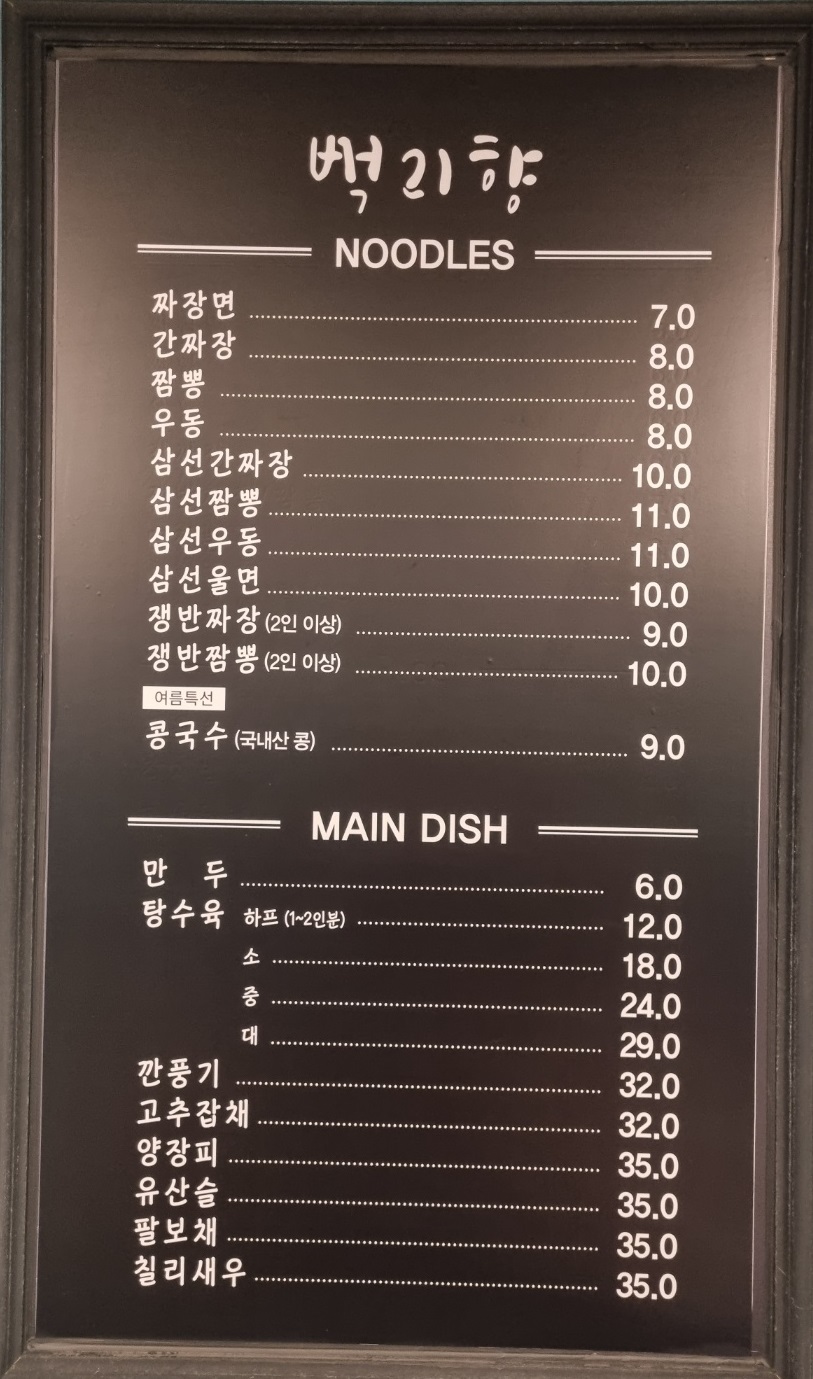 벽리향
NOODLES
짜장면 7.0
간짜장 8.0
짬뽕 8.0
우동 8.0
삼선간짜장 10.0
삼선짬뽕 11.0
삼선우동 11.0
삼선울면 10.0
쟁반짜장 (2인 이상) 9.0
쟁반짬뽕 (2인 이상) 10.0
여름특선
콩국수 (국내산 콩) 9.0
MAIN DISH
만 두 6.0
탕수육 하프 (1~2인분) 12.0
소 18.0
중 24.0
대 29.0
깐풍기 32.0
고추잡채 32.0
양장피 35.0
유산슬 35.0
팔보채 35.0
칠리새우 35.0